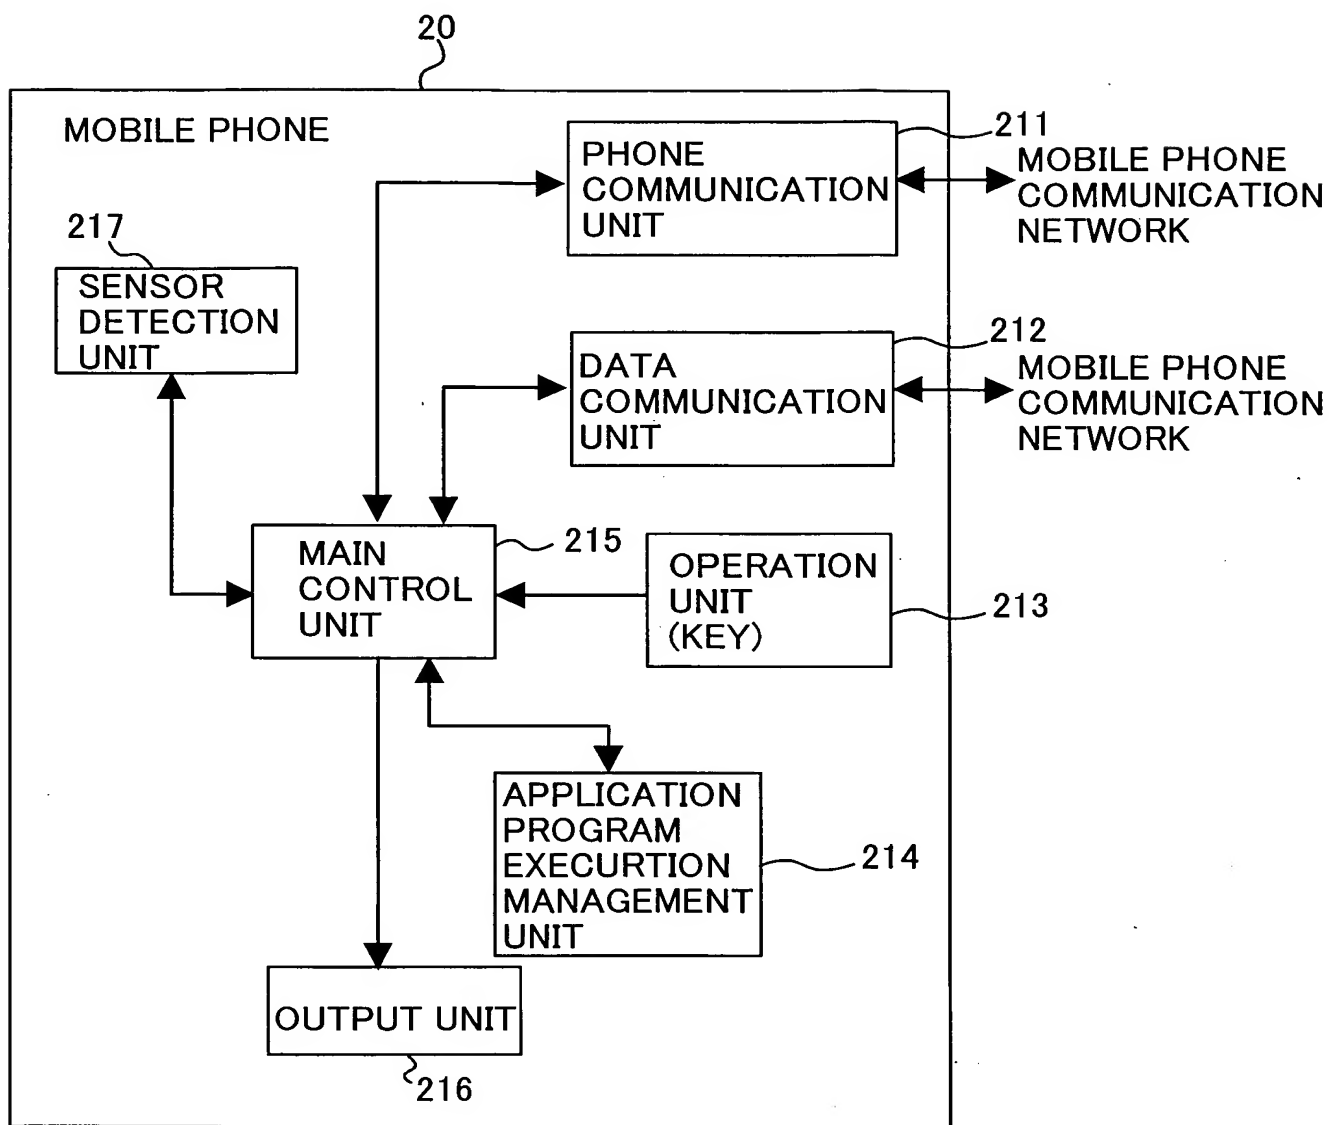 20
MOBILE PHONE
PHONE
COMMUNICATION
UNIT
211
MOBILE PHONE
COMMUNICATION
NETWORK
217
SENSOR
DETECTION
UNIT
DATA
COMMUNICATION
UNIT
212
MOBILE PHONE
COMMUNICATION
NETWORK
MAIN
CONTROL
UNIT
215
OPERATION
UNIT
(KEY)
213
APPLICATION
PROGRAM
EXECURTION
MANAGEMENT
UNIT
214
OUTPUT UNIT
216